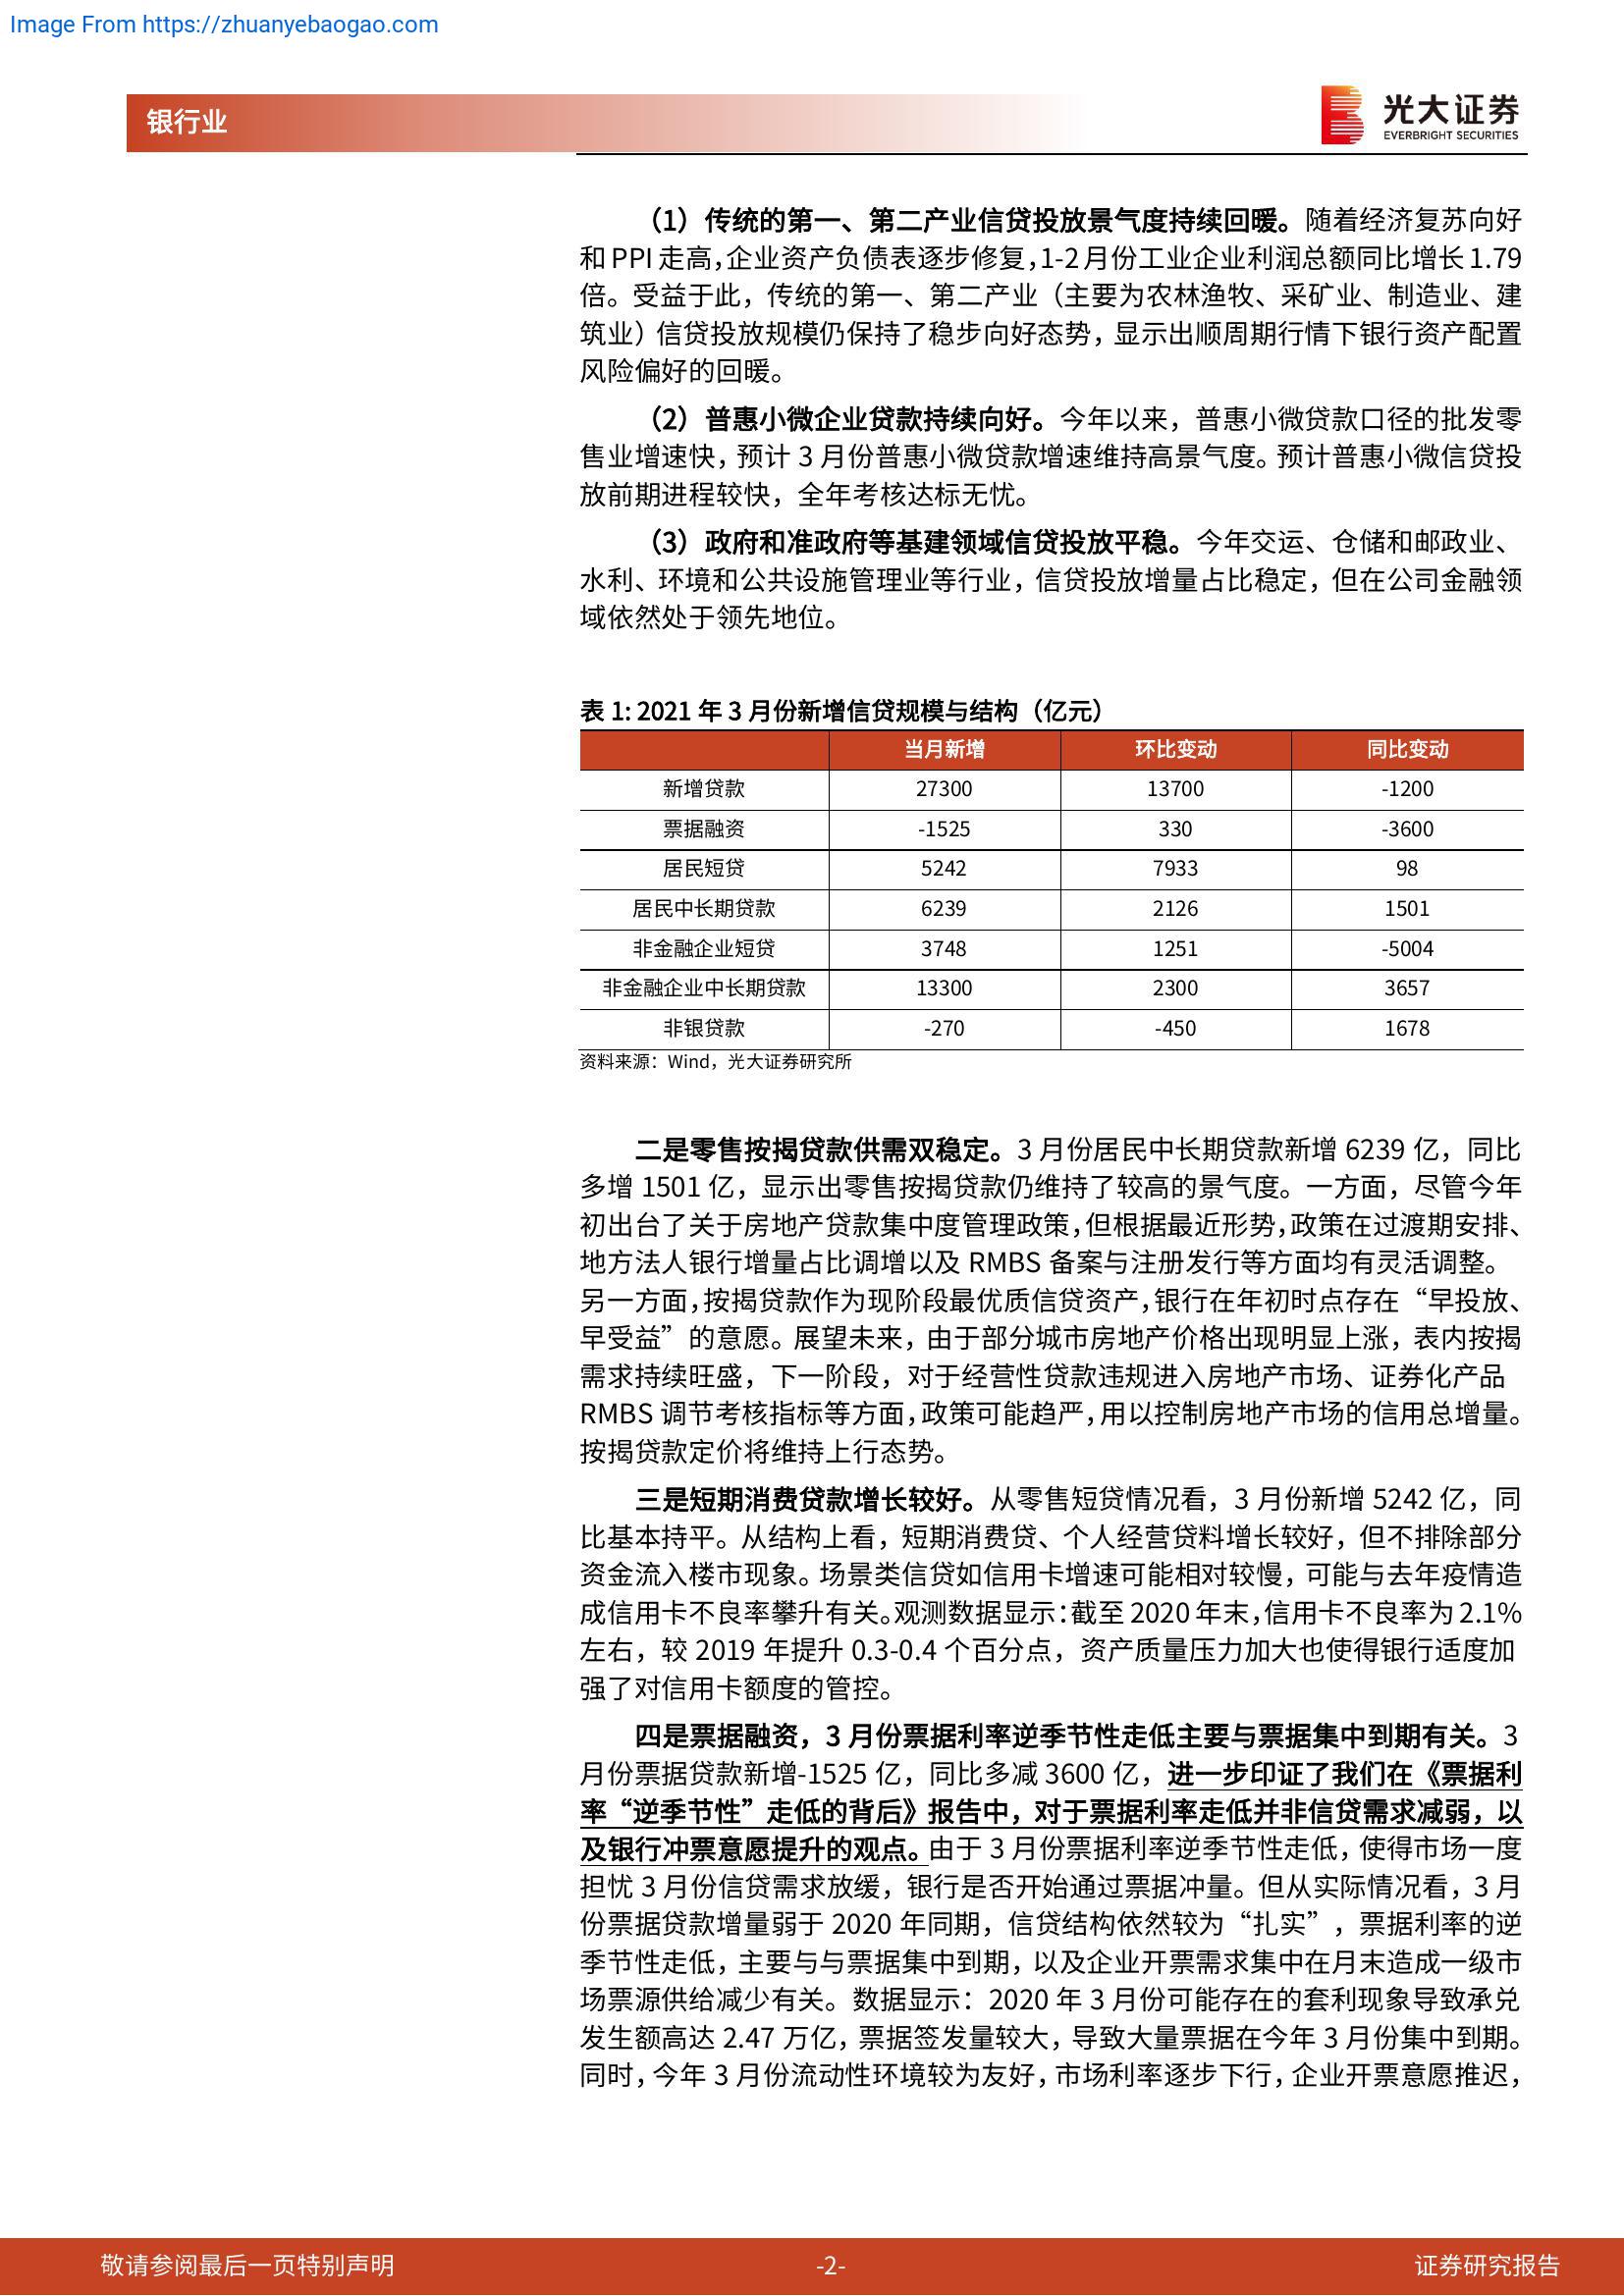 Image From https://zhuanyebaogao.com
银行业
光大证券
EVERBRIGHT SECURITIES
（1）传统的第一、第二产业信贷投放景气度持续回暖。随着经济复苏向好
和 PPI 走高，企业资产负债表逐步修复，1-2 月份工业企业利润总额同比增长 1.79
倍。受益于此，传统的第一、第二产业（主要为农林渔牧、采矿业、制造业、建
筑业）信贷投放规模仍保持了稳步向好态势，显示出顺周期行情下银行资产配置
风险偏好的回暖。
（2）普惠小微企业贷款持续向好。今年以来，普惠小微贷款口径的批发零
售业增速快，预计 3 月份普惠小微贷款增速维持高景气度。预计普惠小微信贷投
放前期进程较快，全年考核达标无忧。
（3）政府和准政府等基建领域信贷投放平稳。今年交运、仓储和邮政业、
水利、环境和公共设施管理业等行业，信贷投放增量占比稳定，但在公司金融领
域依然处于领先地位。
表 1: 2021 年 3 月份新增信贷规模与结构（亿元）
当月新增 环比变动 同比变动
新增贷款 27300 13700 -1200
票据融资 -1525 330 -3600
居民短贷 5242 7933 98
居民中长期贷款 6239 2126 1501
非金融企业短贷 3748 1251 -5004
非金融企业中长期贷款 13300 2300 3657
非银贷款 -270 -450 1678
资料来源：Wind，光大证券研究所
二是零售按揭贷款供需双稳定。3 月份居民中长期贷款新增 6239 亿，同比
多增 1501 亿，显示出零售按揭贷款仍维持了较高的景气度。一方面，尽管今年
初出台了关于房地产贷款集中度管理政策，但根据最近形势，政策在过渡期安排、
地方法人银行增量占比调增以及 RMBS 备案与注册发行等方面均有灵活调整。
另一方面，按揭贷款作为现阶段最优质信贷资产，银行在年初时点存在“早投放、
早受益”的意愿。展望未来，由于部分城市房地产价格出现明显上涨，表内按揭
需求持续旺盛，下一阶段，对于经营性贷款违规进入房地产市场、证券化产品
RMBS 调节考核指标等方面，政策可能趋严，用以控制房地产市场的信用总增量。
按揭贷款定价将维持上行态势。
三是短期消费贷款增长较好。从零售短贷情况看，3 月份新增 5242 亿，同
比基本持平。从结构上看，短期消费贷、个人经营贷料增长较好，但不排除部分
资金流入楼市现象。场景类信贷如信用卡增速可能相对较慢，可能与去年疫情造
成信用卡不良率攀升有关。观测数据显示：截至 2020 年末，信用卡不良率为 2.1%
左右，较 2019 年提升 0.3-0.4 个百分点，资产质量压力加大也使得银行适度加
强了对信用卡额度的管控。
四是票据融资，3 月份票据利率逆季节性走低主要与票据集中到期有关。3
月份票据贷款新增-1525 亿，同比多减 3600 亿，进一步印证了我们在《票据利
率“逆季节性”走低的背后》报告中，对于票据利率走低并非信贷需求减弱，以
及银行冲票意愿提升的观点。由于 3 月份票据利率逆季节性走低，使得市场一度
担忧 3 月份信贷需求放缓，银行是否开始通过票据冲量。但从实际情况看，3 月
份票据贷款增量弱于 2020 年同期，信贷结构依然较为“扎实”，票据利率的逆
季节性走低，主要与与票据集中到期，以及企业开票需求集中在月末造成一级市
场票源供给减少有关。数据显示：2020 年 3 月份可能存在的套利现象导致承兑
发生额高达 2.47 万亿，票据签发量较大，导致大量票据在今年 3 月份集中到期。
同时，今年 3 月份流动性环境较为友好，市场利率逐步下行，企业开票意愿推迟，
敬请参阅最后一页特别声明 -2- 证券研究报告